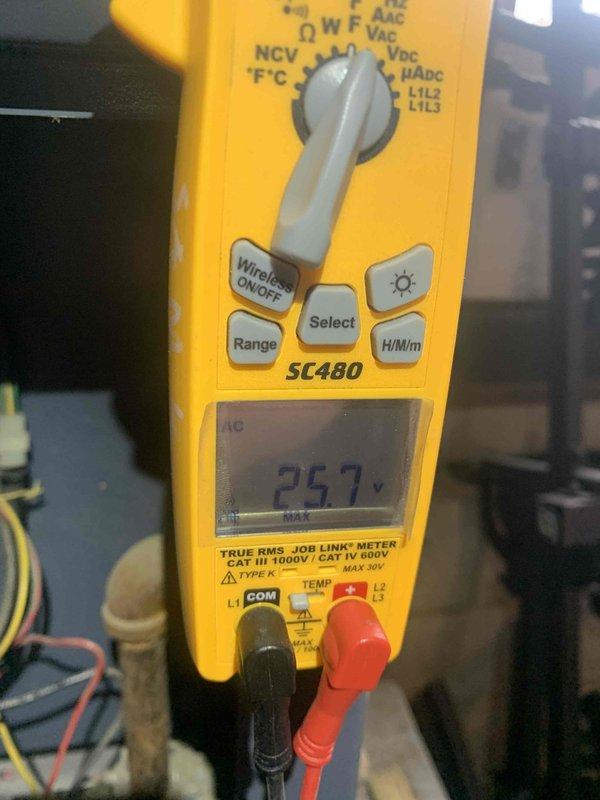 Hz
F AAC
Ω W F VAC
NCV VDC
°F°C µADC
L1L2
L1L3
Wireless
ON/OFF
Select
Range
H/M/m
SC480
AC
25.7 V
MAX
TRUE RMS JOB LINK® METER
CAT III 1000V / CAT IV 600V
TYPE K MAX 30V
TEMP
L1 COM + L2
L3
MAX